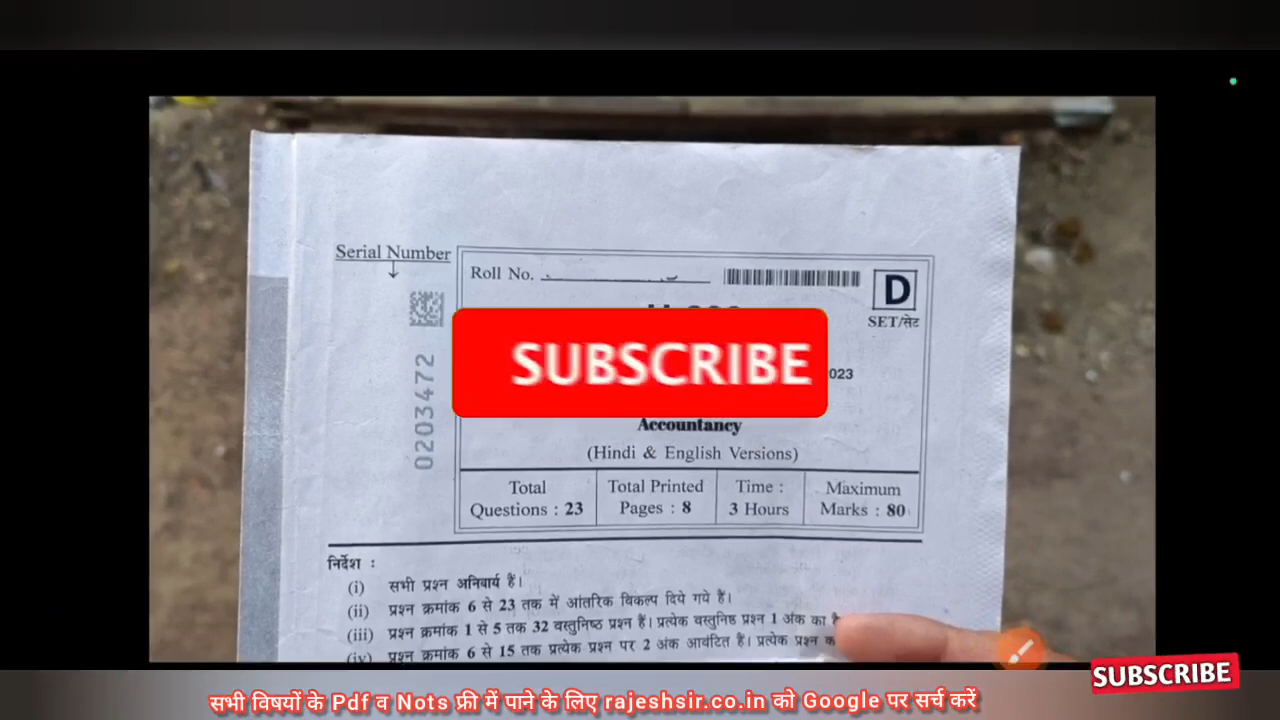 Serial Number
Roll No.
D
SET/सेट
0203472
SUBSCRIBE
023
Accountancy
(Hindi & English Versions)
Total Questions : 23
Total Printed Pages : 8
Time : 3 Hours
Maximum Marks : 80
निर्देश :
(i) सभी प्रश्न अनिवार्य हैं।
(ii) प्रश्न क्रमांक 6 से 23 तक में आंतरिक विकल्प दिये गये हैं।
(iii) प्रश्न क्रमांक 1 से 5 तक 32 वस्तुनिष्ठ प्रश्न हैं। प्रत्येक वस्तुनिष्ठ प्रश्न 1 अंक का है
(iv) प्रश्न क्रमांक 6 से 15 तक प्रत्येक प्रश्न पर 2 अंक आवंटित हैं। प्रत्येक प्रश्न
सभी विषयों के Pdf व Nots फ्री में पाने के लिए rajeshsir.co.in को Google पर सर्च करें
SUBSCRIBE